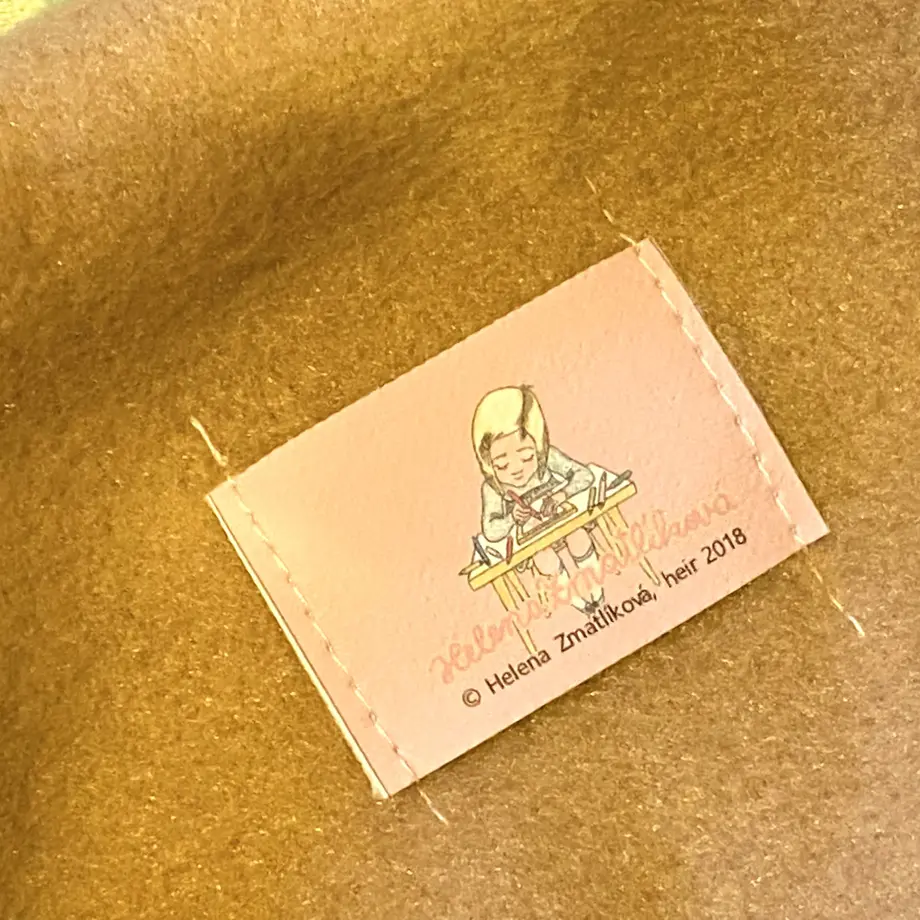 Helena Zmatlíková
© Helena Zmatlíková, heir 2018